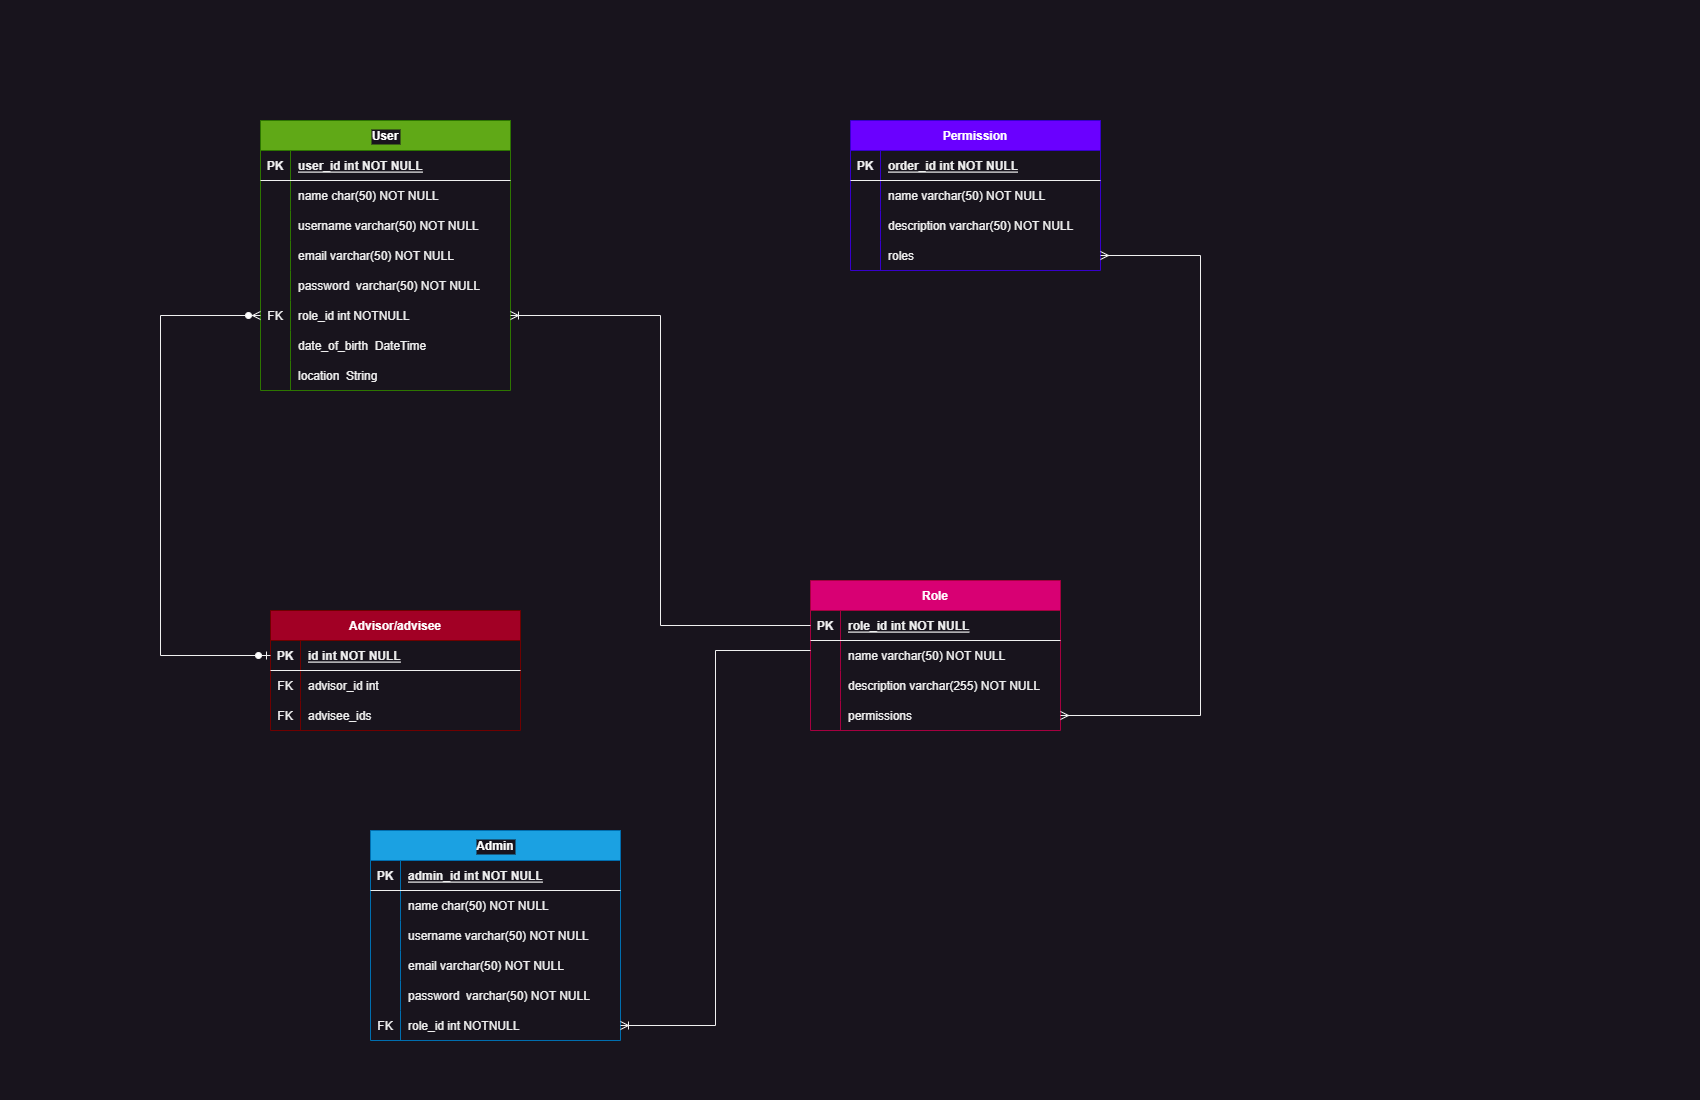 User
PK user_id int NOT NULL
name char(50) NOT NULL
username varchar(50) NOT NULL
email varchar(50) NOT NULL
password  varchar(50) NOT NULL
FK role_id int NOTNULL
date_of_birth  DateTime
location  String
Permission
PK order_id int NOT NULL
name varchar(50) NOT NULL
description varchar(50) NOT NULL
roles
Advisor/advisee
PK id int NOT NULL
FK advisor_id int
FK advisee_ids
Role
PK role_id int NOT NULL
name varchar(50) NOT NULL
description varchar(255) NOT NULL
permissions
Admin
PK admin_id int NOT NULL
name char(50) NOT NULL
username varchar(50) NOT NULL
email varchar(50) NOT NULL
password  varchar(50) NOT NULL
FK role_id int NOTNULL